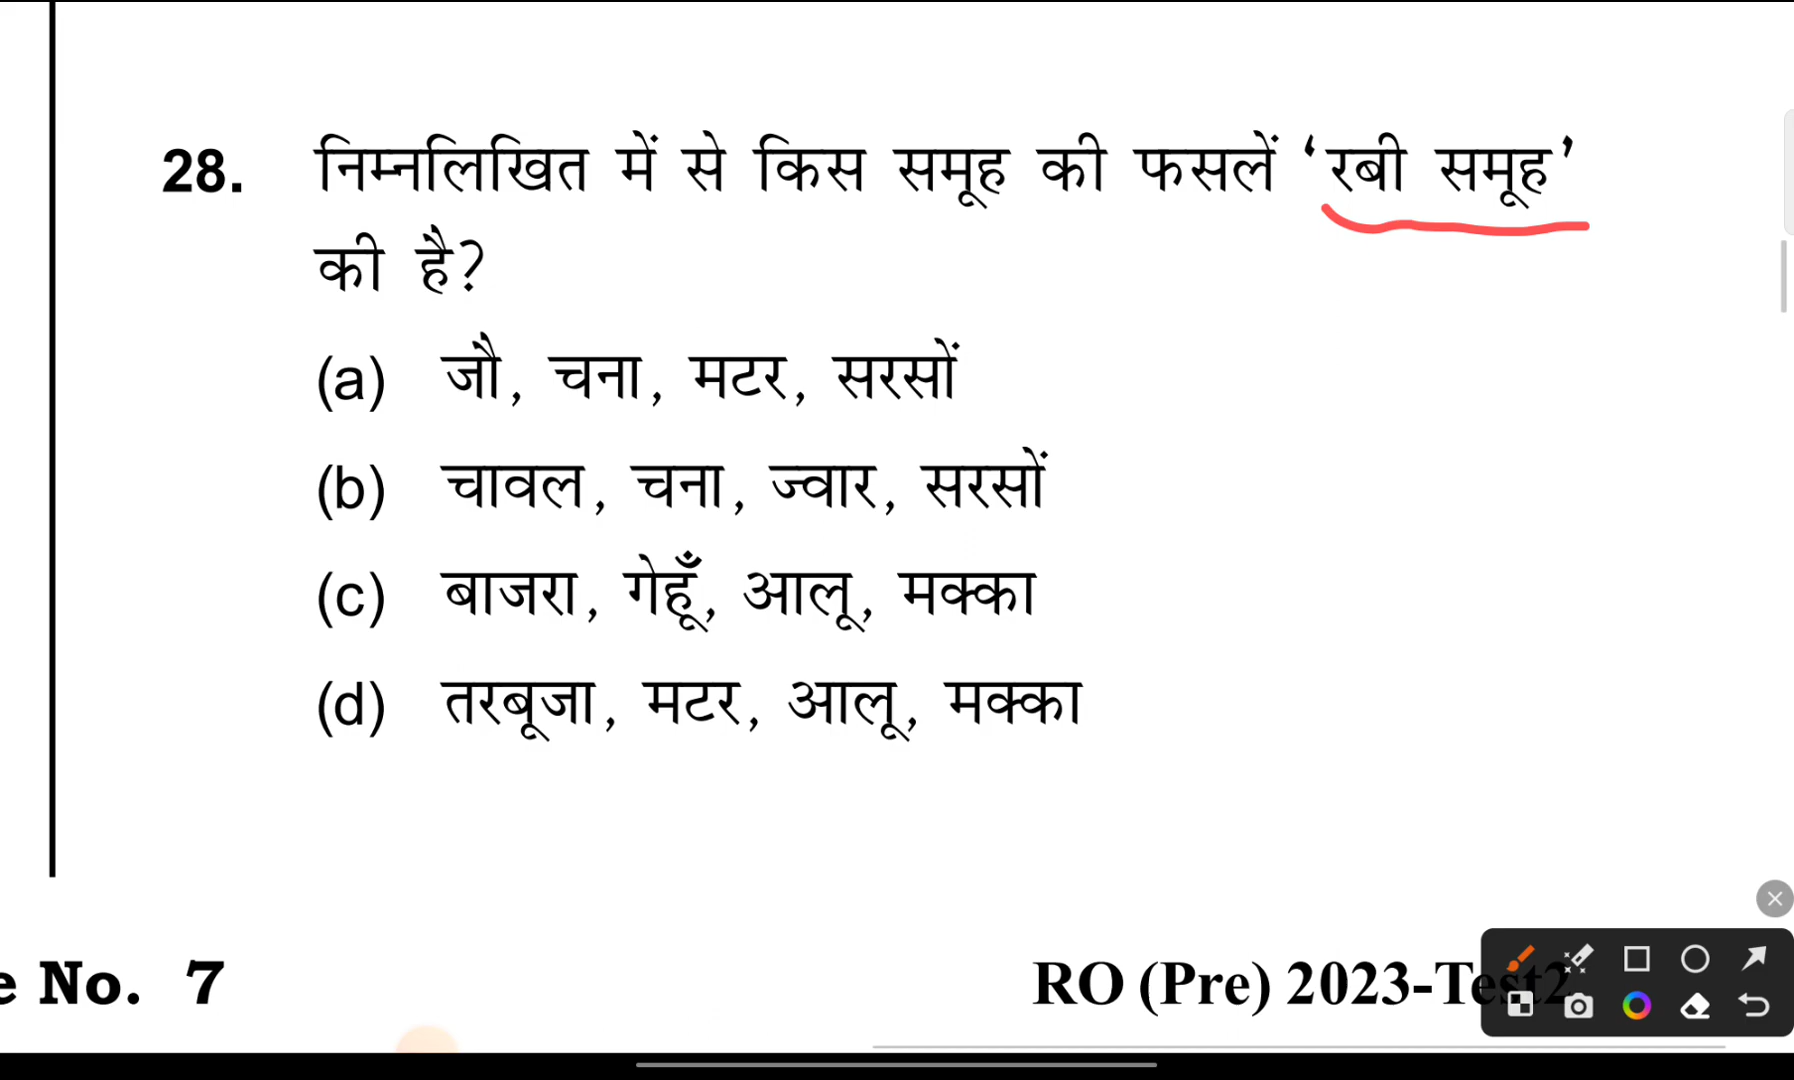 28. निम्नलिखित में से किस समूह की फसलें ‘रबी समूह’
की है?
(a) जौ, चना, मटर, सरसों
(b) चावल, चना, ज्वार, सरसों
(c) बाजरा, गेहूँ, आलू, मक्का
(d) तरबूजा, मटर, आलू, मक्का
e No. 7
RO (Pre) 2023-Test2